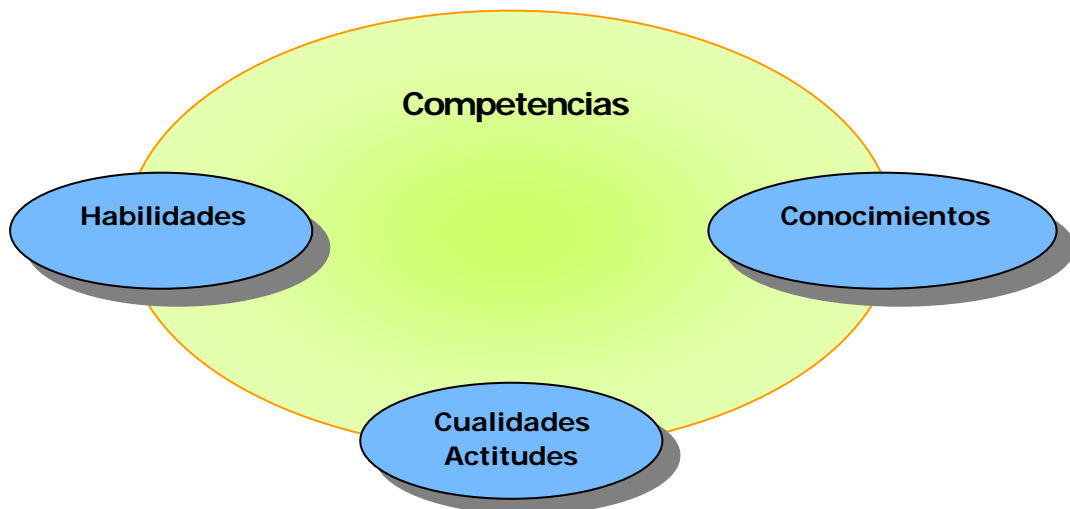 Competencias
Habilidades
Conocimientos
Cualidades
Actitudes